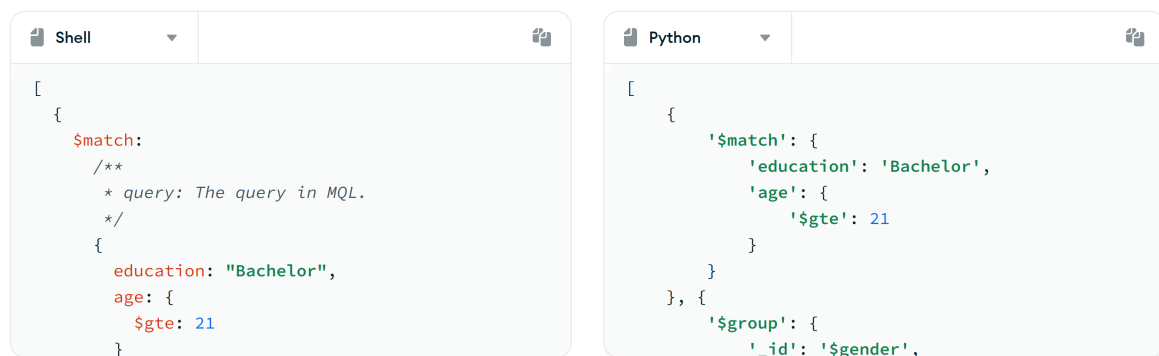 Shell
[
  {
    $match:
      /**
       * query: The query in MQL.
       */
      {
        education: "Bachelor",
        age: {
          $gte: 21
        }
Python
[
    {
        '$match': {
            'education': 'Bachelor',
            'age': {
                '$gte': 21
            }
        }
    }, {
        '$group': {
            '_id': '$gender',